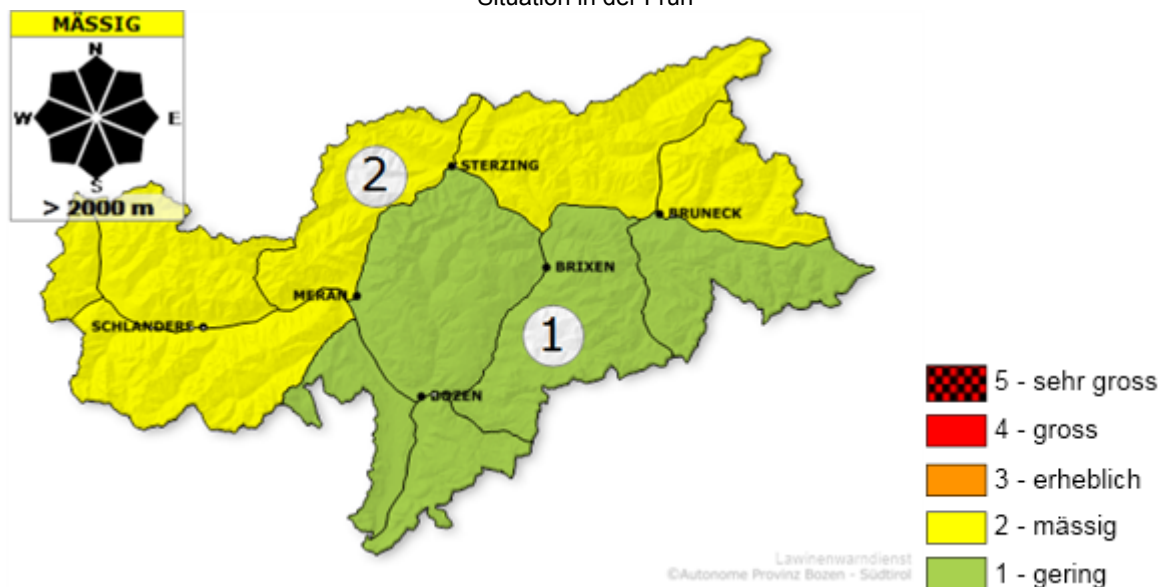 Situation in der Früh
MÄSSIG
N
W
E
S
> 2000 m
2
STERZING
BRUNECK
BRIXEN
MERAN
SCHLANDERS
1
BOZEN
5 - sehr gross
4 - gross
3 - erheblich
2 - mässig
1 - gering
Lawinenwarndienst
©Autonome Provinz Bozen - Südtirol